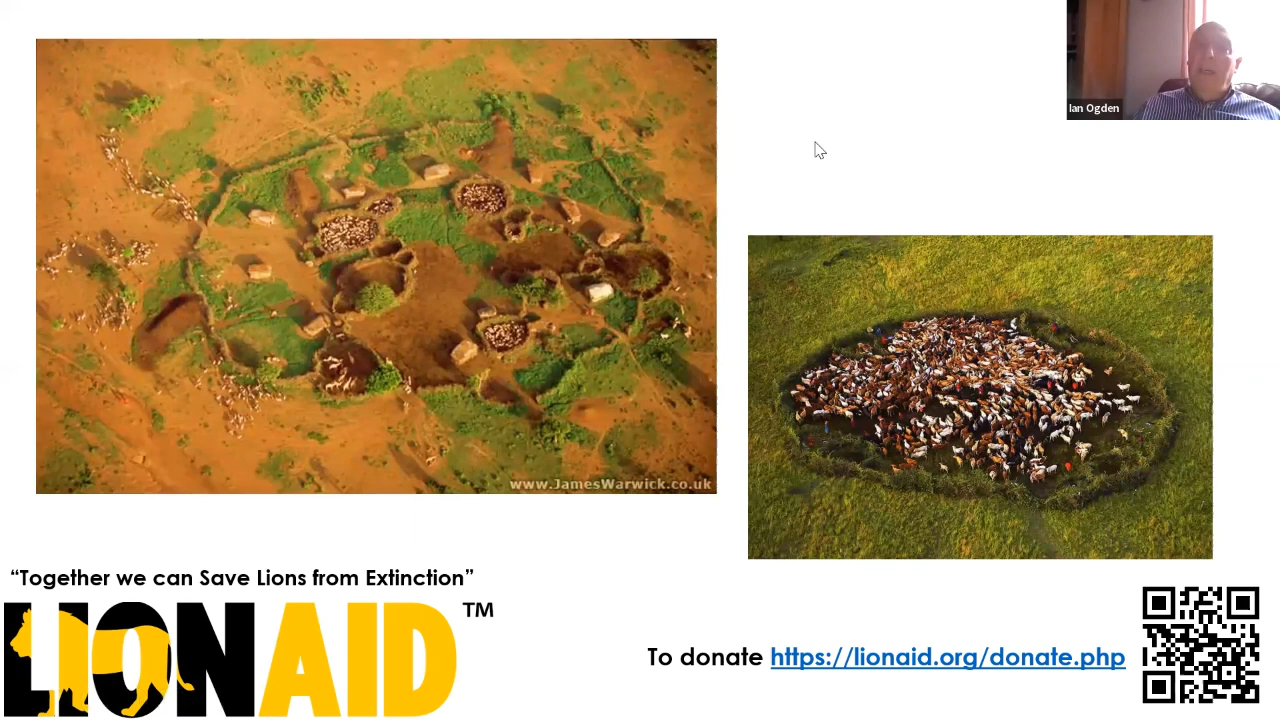 Ian Ogden
www.JamesWarwick.co.uk
“Together we can Save Lions from Extinction”
LIONAID™
To donate https://lionaid.org/donate.php